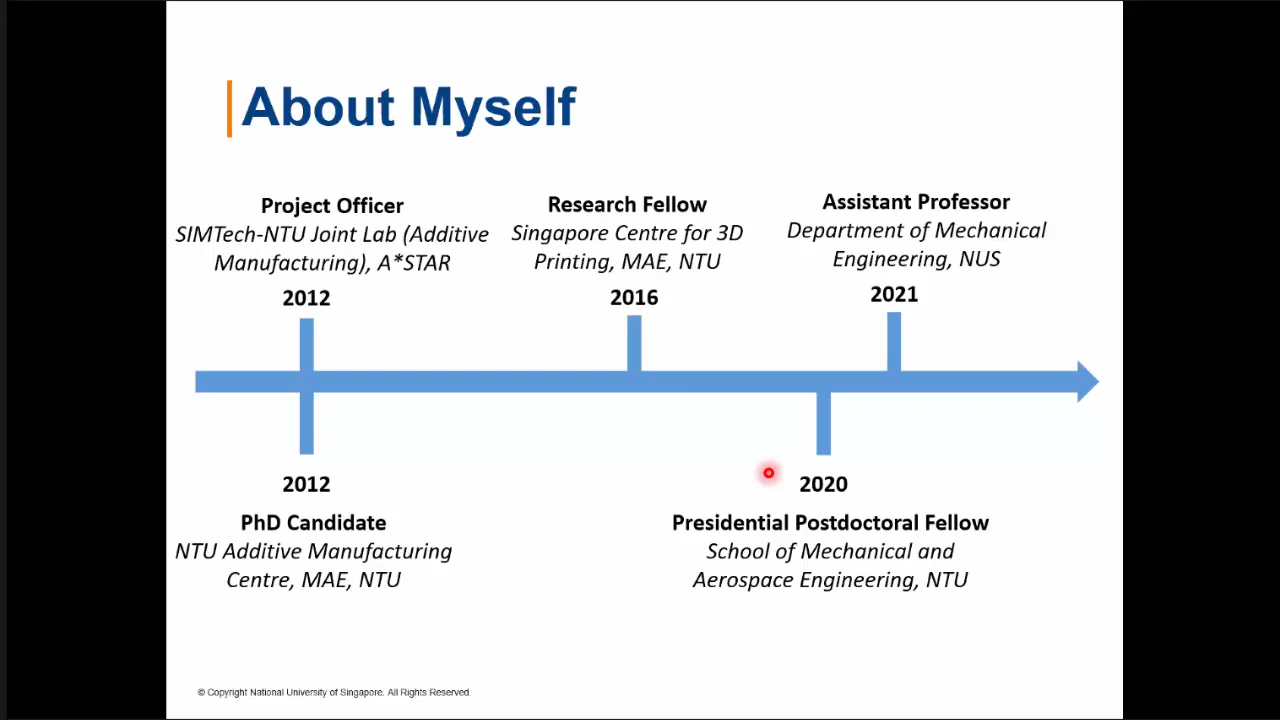 About Myself
Project Officer
SIMTech-NTU Joint Lab (Additive
Manufacturing), A*STAR
2012
Research Fellow
Singapore Centre for 3D
Printing, MAE, NTU
2016
Assistant Professor
Department of Mechanical
Engineering, NUS
2021
2012
PhD Candidate
NTU Additive Manufacturing
Centre, MAE, NTU
2020
Presidential Postdoctoral Fellow
School of Mechanical and
Aerospace Engineering, NTU
© Copyright National University of Singapore. All Rights Reserved.